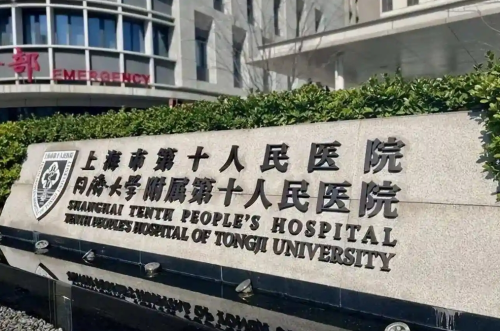 部 EMERGENCY
上海市第十人民医院
同济大学附属第十人民医院
SHANGHAI TENTH PEOPLE'S HOSPITAL
TENTH PEOPLE'S HOSPITAL OF TONGJI UNIVERSITY